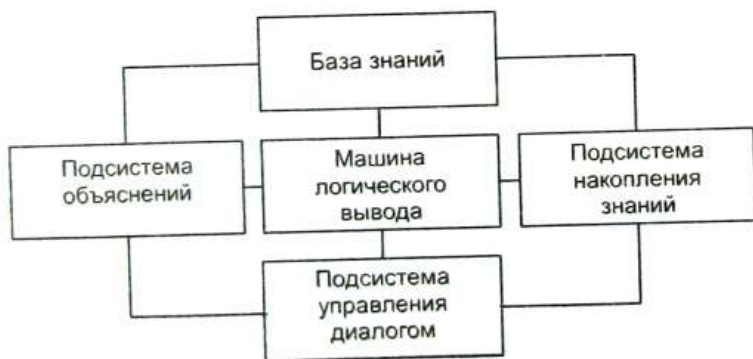 База знаний
Подсистема
объяснений
Машина
логического
вывода
Подсистема
накопления
знаний
Подсистема
управления
диалогом